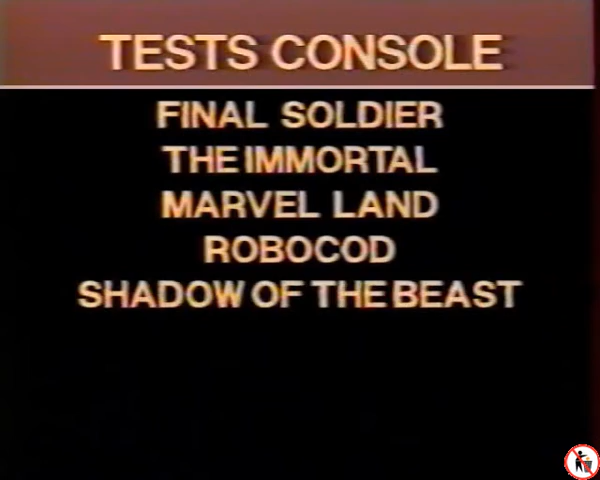 TESTS CONSOLE
FINAL SOLDIER
THE IMMORTAL
MARVEL LAND
ROBOCOD
SHADOW OF THE BEAST